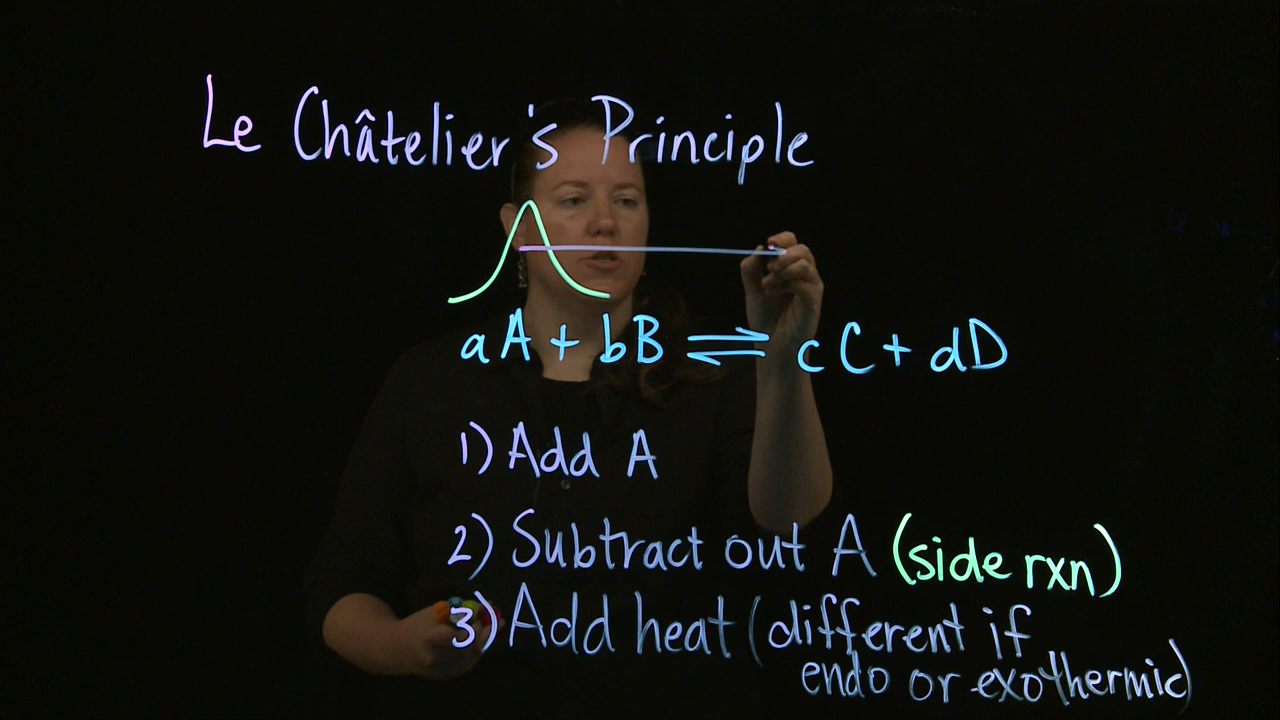 Le Châtelier's Principle
aA + bB ⇌ cC + dD
1) Add A
2) Subtract out A (side rxn)
3) Add heat (different if
endo or exothermic)